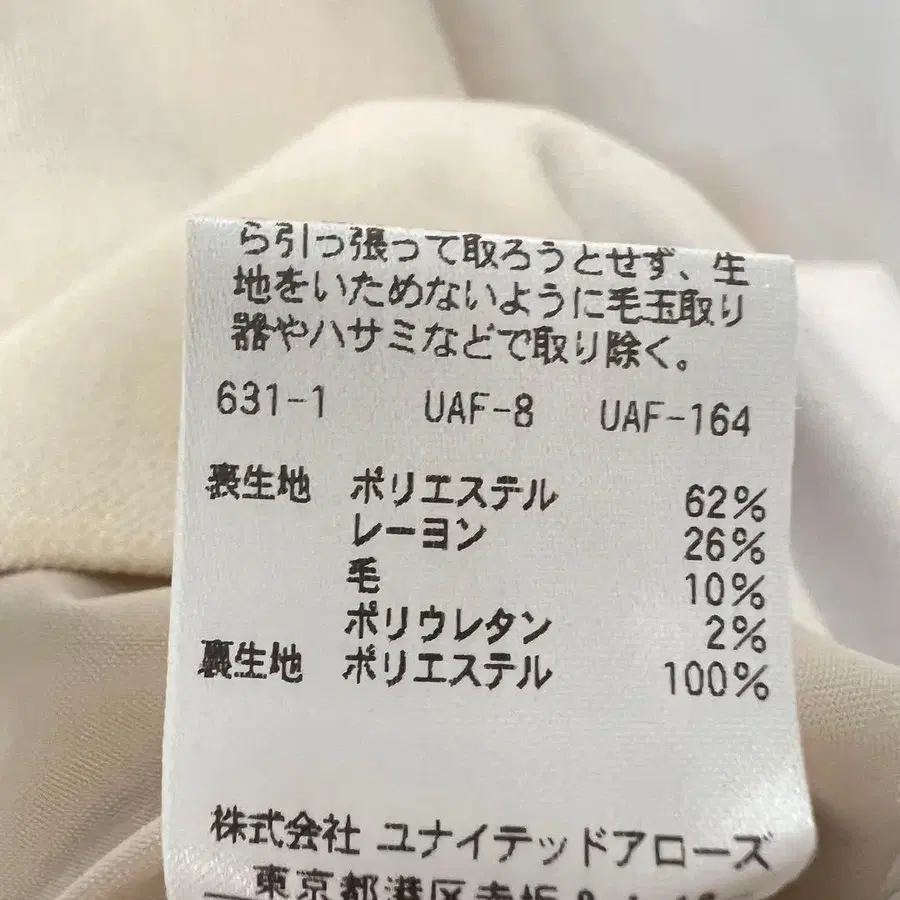 ら引っ張って取ろうとせず、生
地をいためないように毛玉取り
器やハサミなどで取り除く。
631-1 UAF-8 UAF-164
表生地 ポリエステル 62%
レーヨン 26%
毛 10%
ポリウレタン 2%
裏生地 ポリエステル 100%
株式会社 ユナイテッドアローズ
東京都港区赤坂